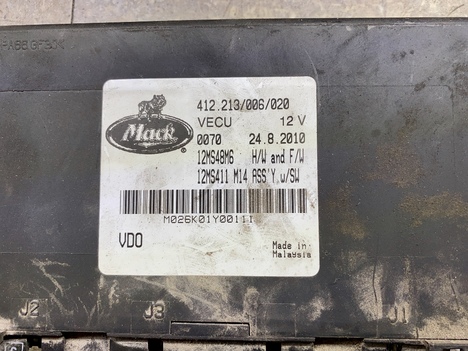 412.213/006/020
VECU 12 V
Mack ®
0070 24.8.2010
12MS48M6 H/W and F/W
12MS411 M14 ASS'Y,w/SW
M026K01Y00111
VDO
Made in
Malaysia
J2 J3 J1